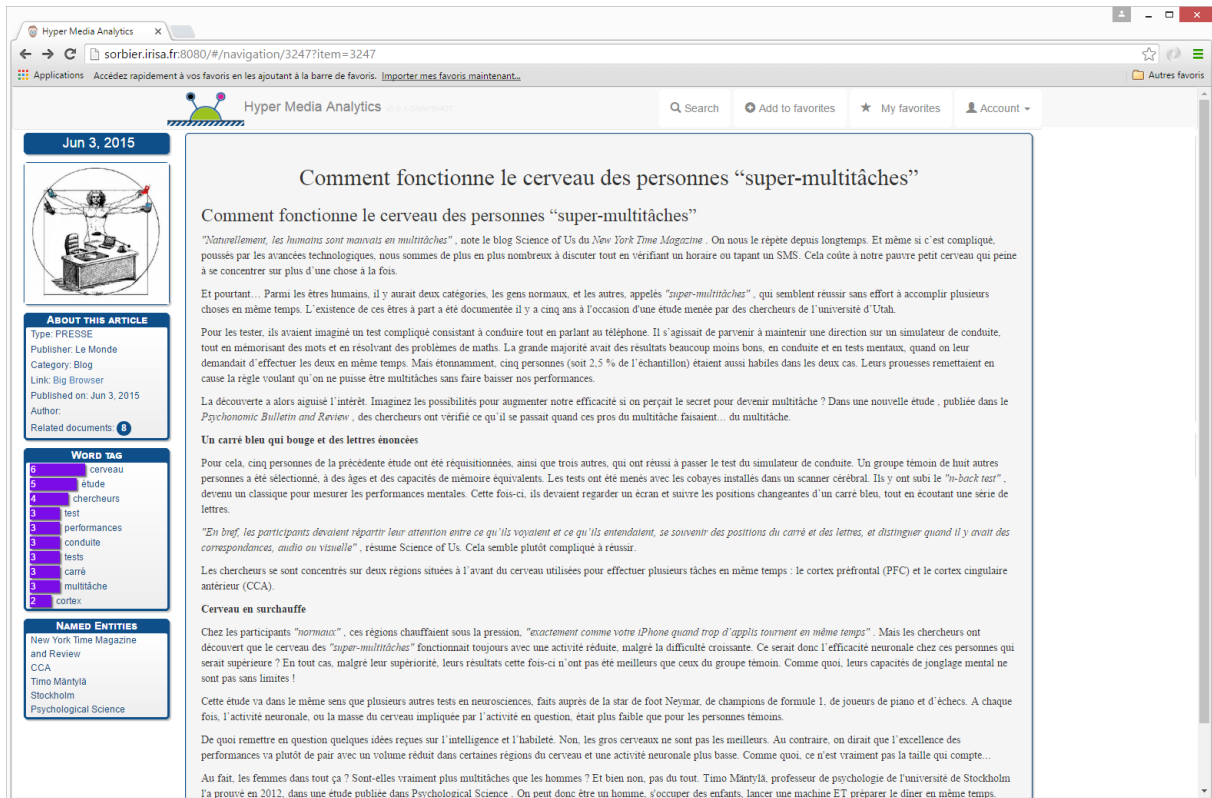 Hyper Media Analytics
sorbier.irisa.fr:8080/#/navigation/3247?item=3247
Applications Accédez rapidement à vos favoris en les ajoutant à la barre de favoris. Importer mes favoris maintenant... Autres favoris
Hyper Media Analytics Search Add to favorites My favorites Account
Jun 3, 2015
ABOUT THIS ARTICLE
Type: PRESSE
Publisher: Le Monde
Category: Blog
Link: Big Browser
Published on: Jun 3, 2015
Author:
Related documents: 8
WORD TAG
6 cerveau
5 étude
4 chercheurs
3 test
3 performances
3 conduite
3 tests
3 carré
3 multitâche
2 cortex
NAMED ENTITIES
New York Time Magazine
and Review
CCA
Timo Mäntylä
Stockholm
Psychological Science
Comment fonctionne le cerveau des personnes “super-multitâches”
Comment fonctionne le cerveau des personnes “super-multitâches”
"Naturellement, les humains sont mauvais en multitâches" , note le blog Science of Us du New York Time Magazine . On nous le répète depuis longtemps. Et même si c’est compliqué,
poussés par les avancées technologiques, nous sommes de plus en plus nombreux à discuter tout en vérifiant un horaire ou tapant un SMS. Cela coûte à notre pauvre petit cerveau qui peine
à se concentrer sur plus d’une chose à la fois.
Et pourtant… Parmi les êtres humains, il y aurait deux catégories, les gens normaux, et les autres, appelés "super-multitâches" , qui semblent réussir sans effort à accomplir plusieurs
choses en même temps. L’existence de ces êtres à part a été documentée il y a cinq ans à l'occasion d'une étude menée par des chercheurs de l’université d’Utah.
Pour les tester, ils avaient imaginé un test compliqué consistant à conduire tout en parlant au téléphone. Il s’agissait de parvenir à maintenir une direction sur un simulateur de conduite,
tout en mémorisant des mots et en résolvant des problèmes de maths. La grande majorité avait des résultats beaucoup moins bons, en conduite et en tests mentaux, quand on leur
demandait d’effectuer les deux en même temps. Mais étonnamment, cinq personnes (soit 2,5 % de l’échantillon) étaient aussi habiles dans les deux cas. Leurs prouesses remettaient en
cause la règle voulant qu’on ne puisse être multitâches sans faire baisser nos performances.
La découverte a alors aiguisé l’intérêt. Imaginez les possibilités pour augmenter notre efficacité si on perçait le secret pour devenir multitâche ? Dans une nouvelle étude , publiée dans le
Psychonomic Bulletin and Review , des chercheurs ont vérifié ce qu’il se passait quand ces pros du multitâche faisaient... du multitâche.
Un carré bleu qui bouge et des lettres énoncées
Pour cela, cinq personnes de la précédente étude ont été réquisitionnées, ainsi que trois autres, qui ont réussi à passer le test du simulateur de conduite. Un groupe témoin de huit autres
personnes a été sélectionné, à des âges et des capacités de mémoire équivalents. Les tests ont été menés avec les cobayes installés dans un scanner cérébral. Ils y ont subi le "n-back test" ,
devenu un classique pour mesurer les performances mentales. Cette fois-ci, ils devaient regarder un écran et suivre les positions changeantes d’un carré bleu, tout en écoutant une série de
lettres.
"En bref, les participants devaient répartir leur attention entre ce qu’ils voyaient et ce qu’ils entendaient, se souvenir des positions du carré et des lettres, et distinguer quand il y avait des
correspondances, audio ou visuelle" , résume Science of Us. Cela semble plutôt compliqué à réussir.
Les chercheurs se sont concentrés sur deux régions situées à l’avant du cerveau utilisées pour effectuer plusieurs tâches en même temps : le cortex préfrontal (PFC) et le cortex cingulaire
antérieur (CCA).
Cerveau en surchauffe
Chez les participants "normaux" , ces régions chauffaient sous la pression, "exactement comme votre iPhone quand trop d’applis tournent en même temps" . Mais les chercheurs ont
découvert que le cerveau des "super-multitâches" fonctionnait toujours avec une activité réduite, malgré la difficulté croissante. Ce serait donc l’efficacité neuronale chez ces personnes qui
serait supérieure ? En tout cas, malgré leur supériorité, leurs résultats cette fois-ci n’ont pas été meilleurs que ceux du groupe témoin. Comme quoi, leurs capacités de jonglage mental ne
sont pas sans limites !
Cette étude va dans le même sens que plusieurs autres tests en neurosciences, faits auprès de la star de foot Neymar, de champions de formule 1, de joueurs de piano et d’échecs. A chaque
fois, l’activité neuronale, ou la masse du cerveau impliquée par l’activité en question, était plus faible que pour les personnes témoins.
De quoi remettre en question quelques idées reçues sur l’intelligence et l’habileté. Non, les gros cerveaux ne sont pas les meilleurs. Au contraire, on dirait que l’excellence des
performances va plutôt de pair avec un volume réduit dans certaines régions du cerveau et une activité neuronale plus basse. Comme quoi, ce n'est vraiment pas la taille qui compte…
Au fait, les femmes dans tout ça ? Sont-elles vraiment plus multitâches que les hommes ? Et bien non, pas du tout. Timo Mäntylä, professeur de psychologie de l'université de Stockholm
l'a prouvé en 2012, dans une étude publiée dans Psychological Science . On peut donc être un homme, s'occuper des enfants, lancer une machine ET préparer le dîner en même temps.